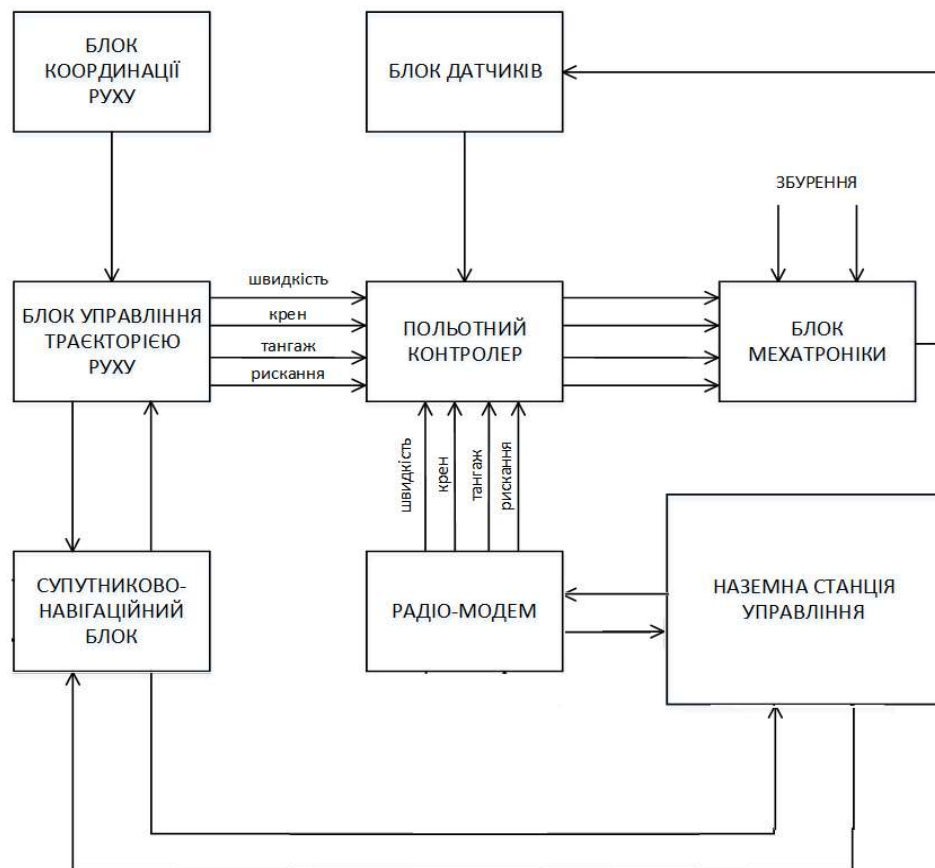 БЛОК
КООРДИНАЦІЇ
РУХУ
БЛОК ДАТЧИКІВ
ЗБУРЕННЯ
БЛОК УПРАВЛІННЯ
ТРАЄКТОРІЄЮ
РУХУ
швидкість
крен
тангаж
рискання
ПОЛЬОТНИЙ
КОНТРОЛЕР
БЛОК
МЕХАТРОНІКИ
швидкість
крен
тангаж
рискання
СУПУТНИКОВО-
НАВІГАЦІЙНИЙ
БЛОК
РАДІО-МОДЕМ
НАЗЕМНА СТАНЦІЯ
УПРАВЛІННЯ